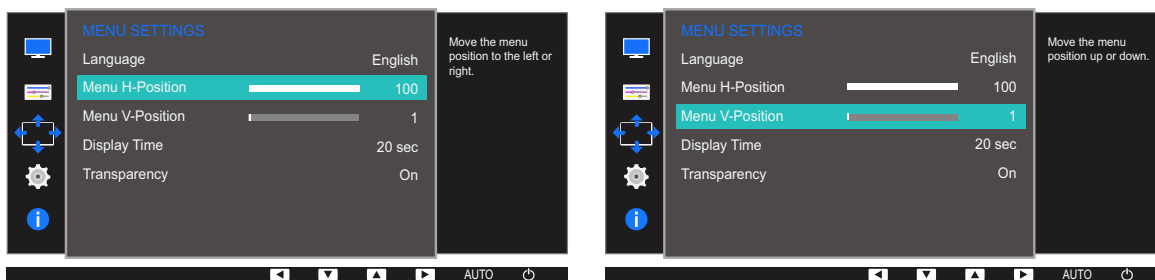 MENU SETTINGS
Language English
Menu H-Position 100
Menu V-Position 1
Display Time 20 sec
Transparency On
Move the menu
position to the left or
right.
AUTO
MENU SETTINGS
Language English
Menu H-Position 100
Menu V-Position 1
Display Time 20 sec
Transparency On
Move the menu
position up or down.
AUTO